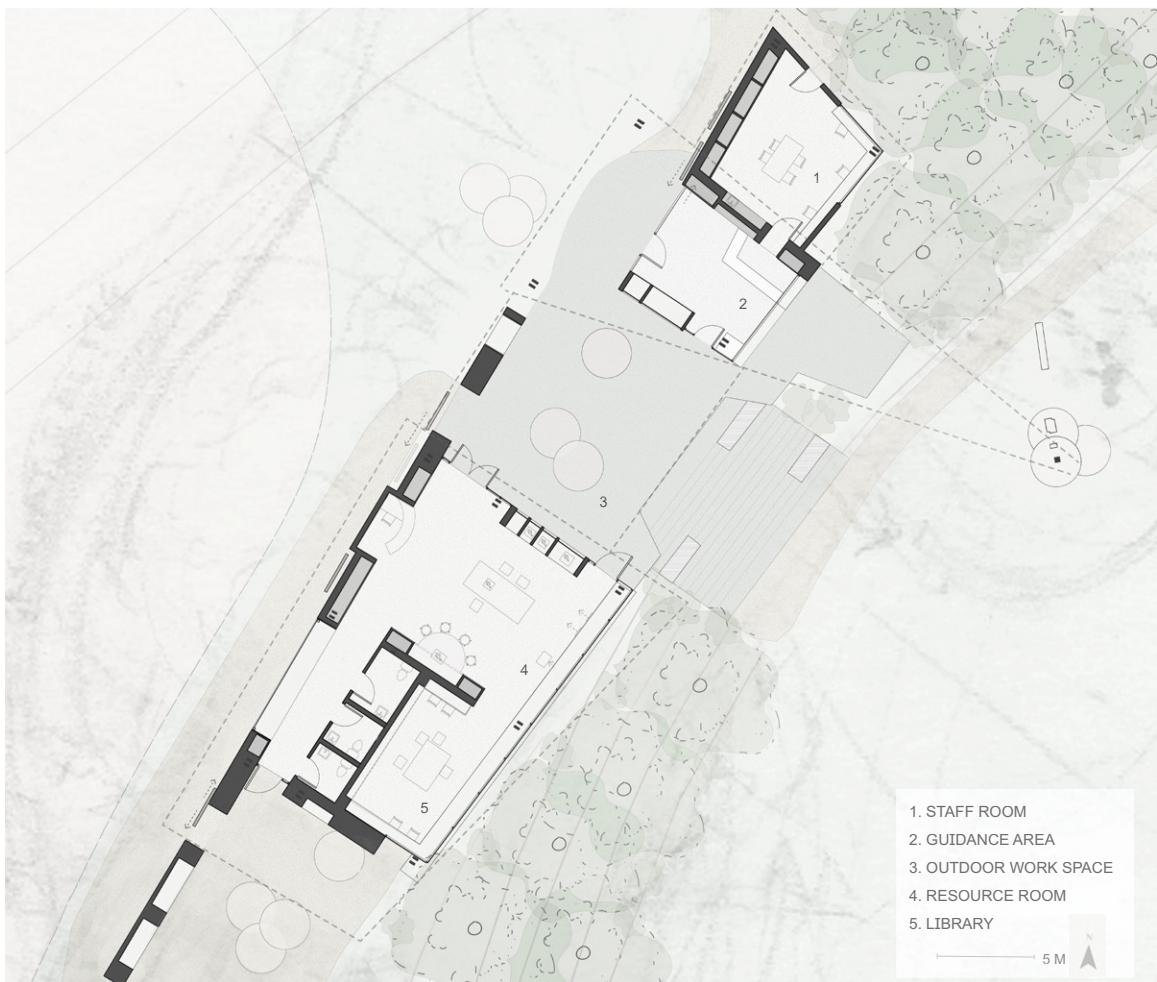 1
2
3
4
5
1. STAFF ROOM
2. GUIDANCE AREA
3. OUTDOOR WORK SPACE
4. RESOURCE ROOM
5. LIBRARY
N
5 M